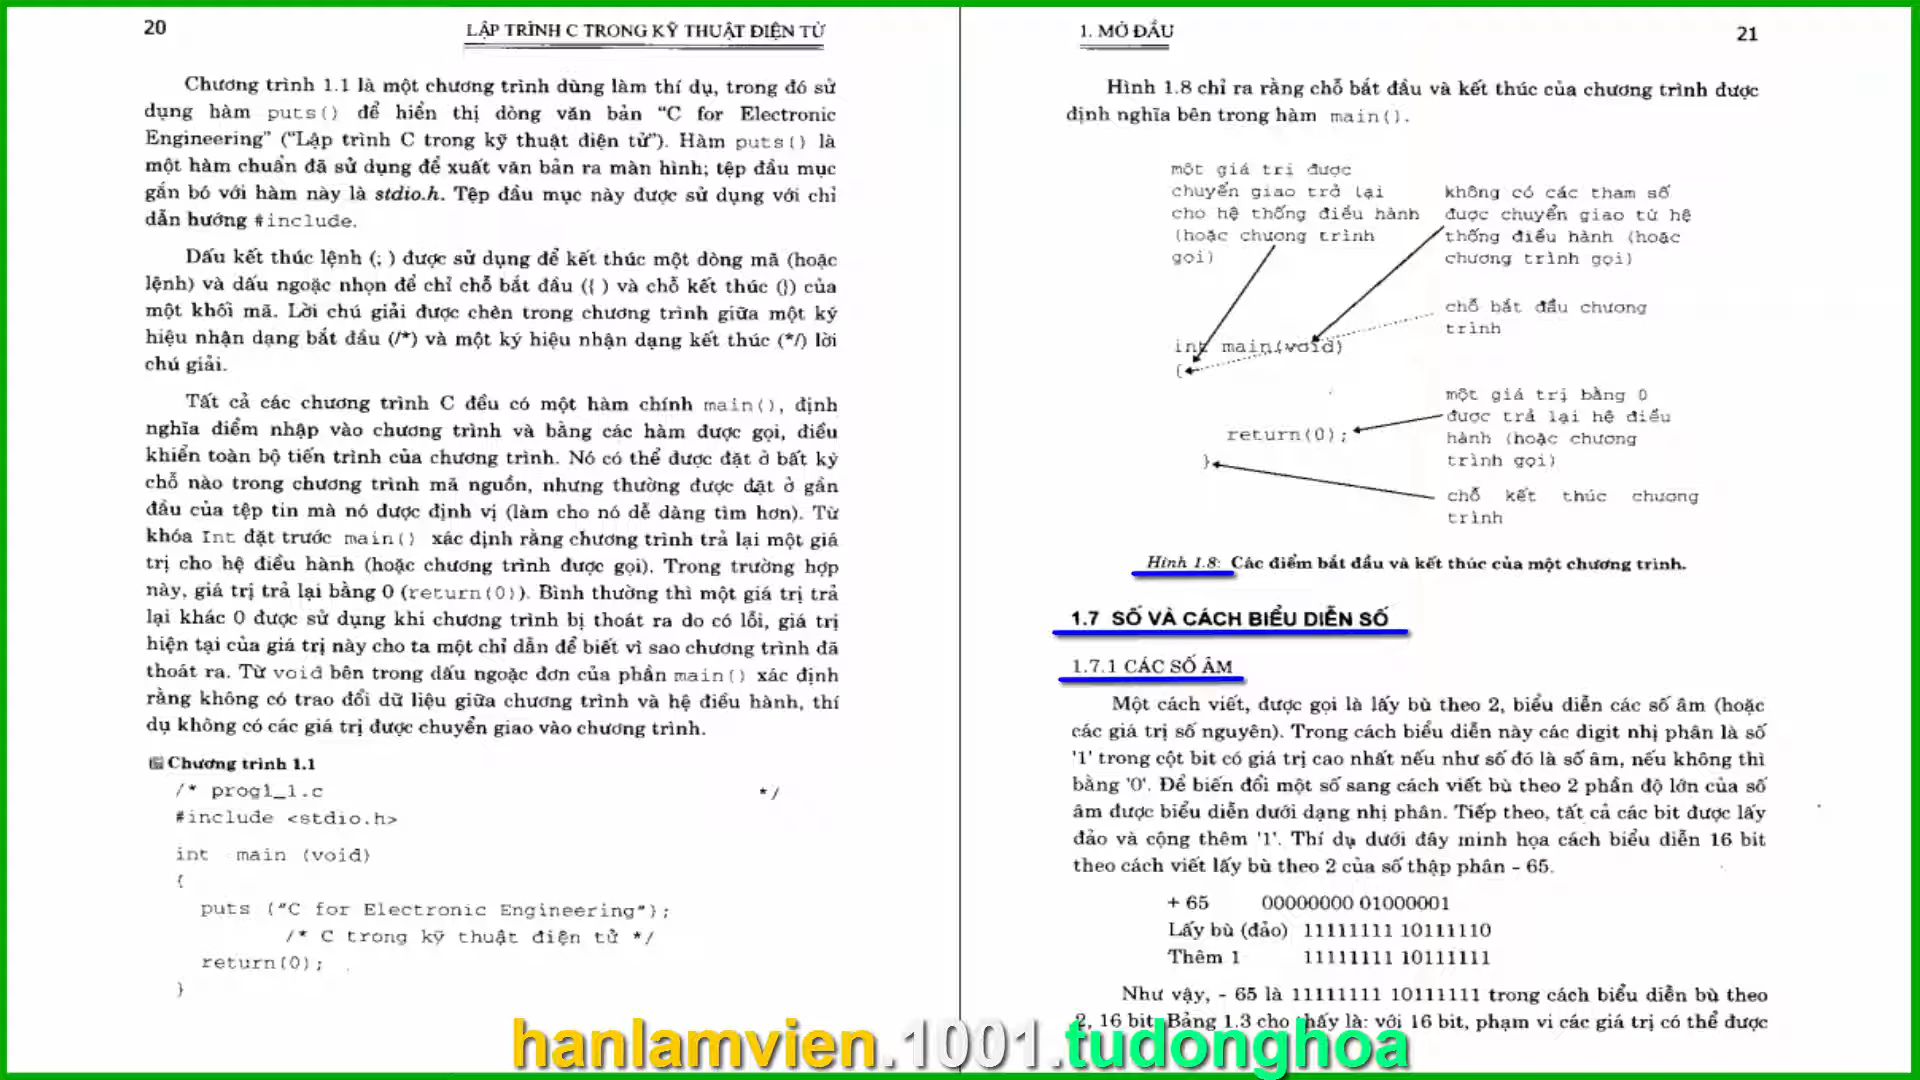 20
LẬP TRÌNH C TRONG KỸ THUẬT ĐIỆN TỬ
Chương trình 1.1 là một chương trình dùng làm thí dụ, trong đó sử
dụng hàm puts() để hiển thị dòng văn bản “C for Electronic
Engineering” (“Lập trình C trong kỹ thuật điện tử”). Hàm puts() là
một hàm chuẩn đã sử dụng để xuất văn bản ra màn hình; tệp đầu mục
gắn bó với hàm này là stdio.h. Tệp đầu mục này được sử dụng với chỉ
dẫn hướng #include.
Dấu kết thúc lệnh (; ) được sử dụng để kết thúc một dòng mã (hoặc
lệnh) và dấu ngoặc nhọn để chỉ chỗ bắt đầu ({ ) và chỗ kết thúc (}) của
một khối mã. Lời chú giải được chèn trong chương trình giữa một ký
hiệu nhận dạng bắt đầu (/*) và một ký hiệu nhận dạng kết thúc (*/) lời
chú giải.
Tất cả các chương trình C đều có một hàm chính main(), định
nghĩa điểm nhập vào chương trình và bằng các hàm được gọi, điều
khiển toàn bộ tiến trình của chương trình. Nó có thể được đặt ở bất kỳ
chỗ nào trong chương trình mã nguồn, nhưng thường được đặt ở gần
đầu của tệp tin mà nó được định vị (làm cho nó dễ dàng tìm hơn). Từ
khóa Int đặt trước main() xác định rằng chương trình trả lại một giá
trị cho hệ điều hành (hoặc chương trình được gọi). Trong trường hợp
này, giá trị trả lại bằng 0 (return(0)). Bình thường thì một giá trị trả
lại khác 0 được sử dụng khi chương trình bị thoát ra do có lỗi, giá trị
hiện tại của giá trị này cho ta một chỉ dẫn để biết vì sao chương trình đã
thoát ra. Từ void bên trong dấu ngoặc đơn của phần main() xác định
rằng không có trao đổi dữ liệu giữa chương trình và hệ điều hành, thí
dụ không có các giá trị được chuyển giao vào chương trình.
Chương trình 1.1
/* prog1_1.c */
#include <stdio.h>
int main (void)
{
puts ("C for Electronic Engineering");
/* C trong kỹ thuật điện tử */
return(0);
}
1. MỞ ĐẦU
21
Hình 1.8 chỉ ra rằng chỗ bắt đầu và kết thúc của chương trình được
định nghĩa bên trong hàm main().
một giá trị được
chuyển giao trả lại
cho hệ thống điều hành
(hoặc chương trình
gọi)
không có các tham số
được chuyển giao từ hệ
thống điều hành (hoặc
chương trình gọi)
chỗ bắt đầu chương
trình
int main(void)
{
một giá trị bằng 0
được trả lại hệ điều
hành (hoặc chương
trình gọi)
return(0);
}
chỗ kết thúc chương
trình
Hình 1.8: Các điểm bắt đầu và kết thúc của một chương trình.
1.7 SỐ VÀ CÁCH BIỂU DIỄN SỐ
1.7.1 CÁC SỐ ÂM
Một cách viết, được gọi là lấy bù theo 2, biểu diễn các số âm (hoặc
các giá trị số nguyên). Trong cách biểu diễn này các digit nhị phân là số
'1' trong cột bit có giá trị cao nhất nếu như số đó là số âm, nếu không thì
bằng '0'. Để biến đổi một số sang cách viết bù theo 2 phần độ lớn của số
âm được biểu diễn dưới dạng nhị phân. Tiếp theo, tất cả các bit được lấy
đảo và cộng thêm '1'. Thí dụ dưới đây minh họa cách biểu diễn 16 bit
theo cách viết lấy bù theo 2 của số thập phân - 65.
+ 65 00000000 01000001
Lấy bù (đảo) 11111111 10111110
Thêm 1 11111111 10111111
Như vậy, - 65 là 11111111 10111111 trong cách biểu diễn bù theo
2, 16 bit. Bảng 1.3 cho thấy là: với 16 bit, phạm vi các giá trị có thể được
hanlamvien.1001.tudonghoa